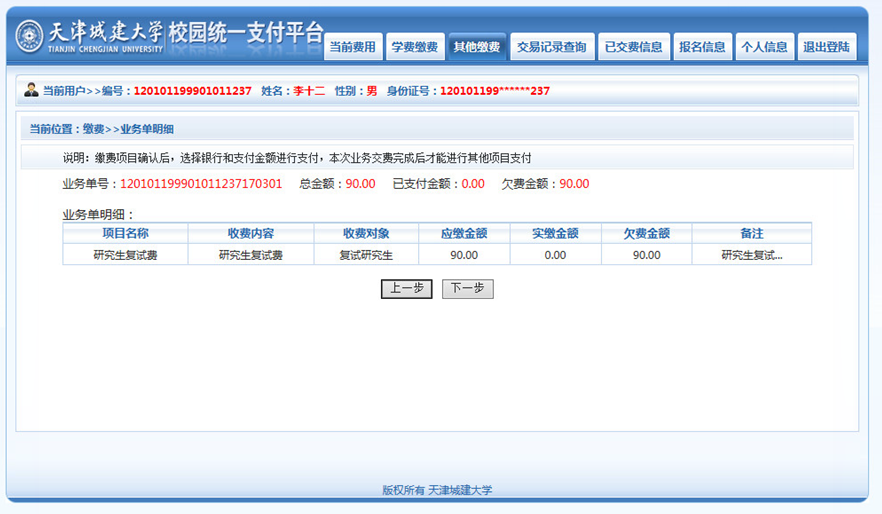 天津城建大学 校园统一支付平台
TIANJIN CHENGJIAN UNIVERSITY
当前费用 学费缴费 其他缴费 交易记录查询 已交费信息 报名信息 个人信息 退出登陆
当前用户>>编号：120101199901011237 姓名：李十二 性别：男 身份证号：120101199******237
当前位置：缴费>>业务单明细
说明：缴费项目确认后，选择银行和支付金额进行支付，本次业务交费完成后才能进行其他项目支付
业务单号：120101199901011237170301 总金额：90.00 已支付金额：0.00 欠费金额：90.00
业务单明细：
项目名称 收费内容 收费对象 应缴金额 实缴金额 欠费金额 备注
研究生复试费 研究生复试费 复试研究生 90.00 0.00 90.00 研究生复试...
上一步 下一步
版权所有 天津城建大学